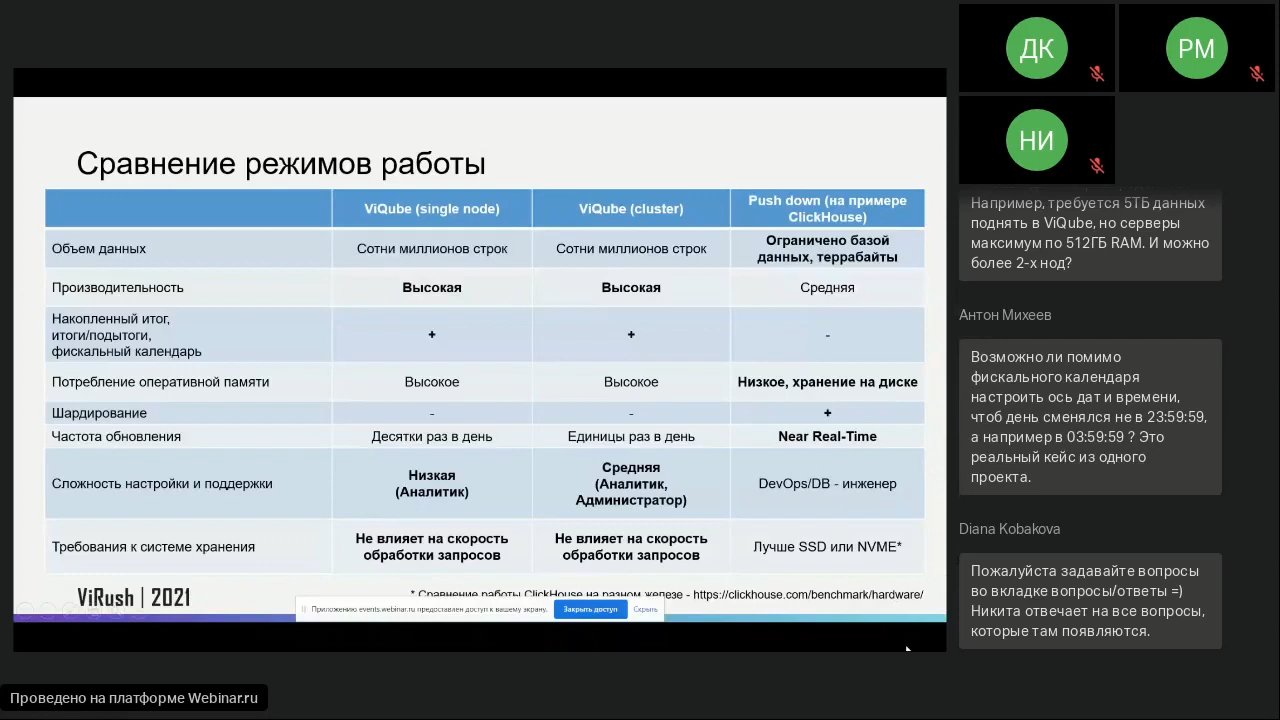 Сравнение режимов работы
ViQube (single node)
ViQube (cluster)
Push down (на примере
ClickHouse)
Объем данных
Сотни миллионов строк
Сотни миллионов строк
Ограничено базой
данных, террабайты
Производительность
Высокая
Высокая
Средняя
Накопленный итог,
итоги/подытоги,
фискальный календарь
+
+
-
Потребление оперативной памяти
Высокое
Высокое
Низкое, хранение на диске
Шардирование
-
-
+
Частота обновления
Десятки раз в день
Единицы раз в день
Near Real-Time
Сложность настройки и поддержки
Низкая
(Аналитик)
Средняя
(Аналитик,
Администратор)
DevOps/DB - инженер
Требования к системе хранения
Не влияет на скорость
обработки запросов
Не влияет на скорость
обработки запросов
Лучше SSD или NVME*
ViRush | 2021
* Сравнение работы ClickHouse на разном железе - https://clickhouse.com/benchmark/hardware/
Приложению events.webinar.ru предоставлен доступ к вашему экрану.
Закрыть доступ
Скрыть
ДК
РМ
НИ
Например, требуется 5ТБ данных
поднять в ViQube, но серверы
максимум по 512ГБ RAM. И можно
более 2-х нод?
Антон Михеев
Возможно ли помимо
фискального календаря
настроить ось дат и времени,
чтоб день сменялся не в 23:59:59,
а например в 03:59:59 ? Это
реальный кейс из одного
проекта.
Diana Kobakova
Пожалуйста задавайте вопросы
во вкладке вопросы/ответы =)
Никита отвечает на все вопросы,
которые там появляются.
Проведено на платформе Webinar.ru